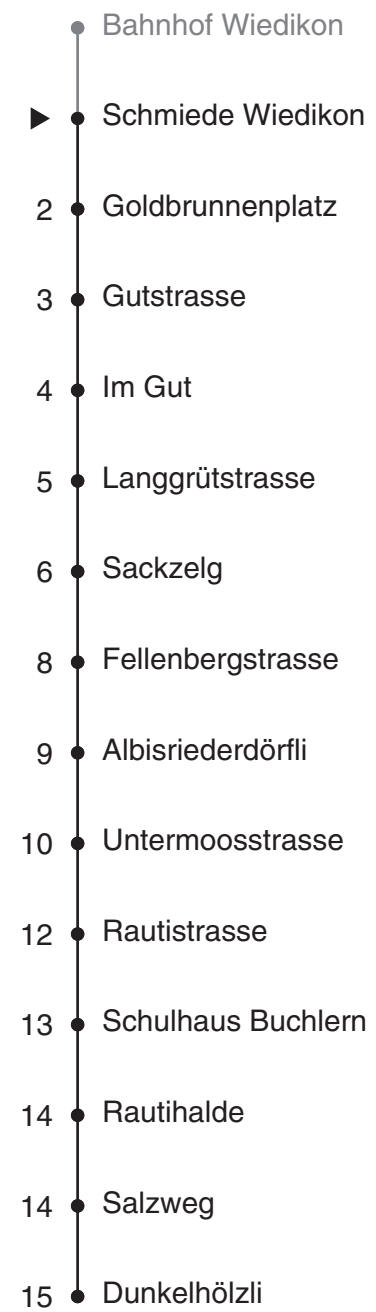 Bahnhof Wiedikon
Schmiede Wiedikon
2 Goldbrunnenplatz
3 Gutstrasse
4 Im Gut
5 Langgrütstrasse
6 Sackzelg
8 Fellenbergstrasse
9 Albisriederdörfli
10 Untermoosstrasse
12 Rautistrasse
13 Schulhaus Buchlern
14 Rautihalde
14 Salzweg
15 Dunkelhölzli